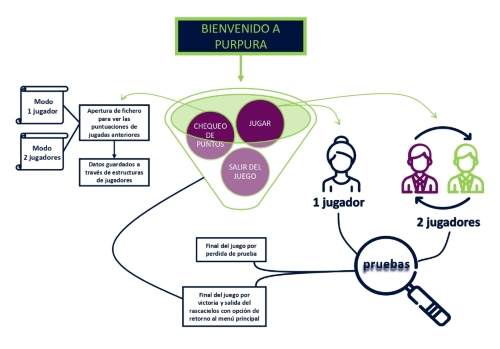 BIENVENIDO A
PURPURA
Modo
1 jugador
Modo
2 jugadores
Apertura de fichero
para ver las
puntuaciones de
jugadas anteriores
Datos guardados a
través de estructuras
de jugadores
CHEQUEO
DE
PUNTOS
JUGAR
SALIR DEL
JUEGO
1 jugador
2 jugadores
pruebas
Final del juego por
perdida de prueba
Final del juego por
victoria y salida del
rascacielos con opción de
retorno al menú principal